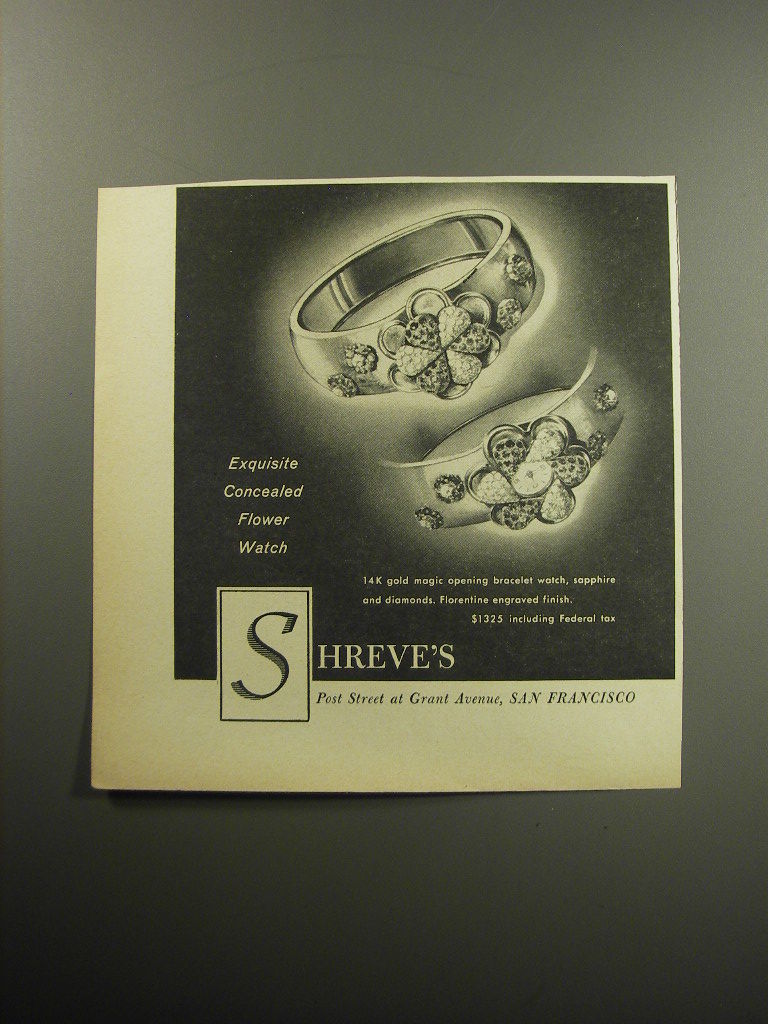 Exquisite
Concealed
Flower
Watch
14K gold magic opening bracelet watch, sapphire
and diamonds. Florentine engraved finish.
$1325 including Federal tax
SHREVE'S
Post Street at Grant Avenue, SAN FRANCISCO